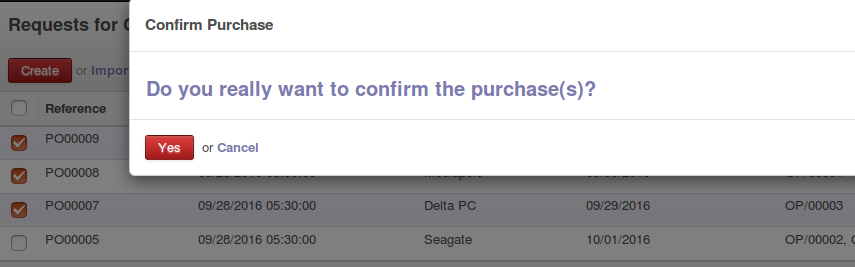 Requests for
Confirm Purchase
Do you really want to confirm the purchase(s)?
Create or Impor
Yes or Cancel
Reference
PO00009
PO00008
PO00007 09/28/2016 05:30:00 Delta PC 09/29/2016 OP/00003
PO00005 09/28/2016 05:30:00 Seagate 10/01/2016 OP/00002,